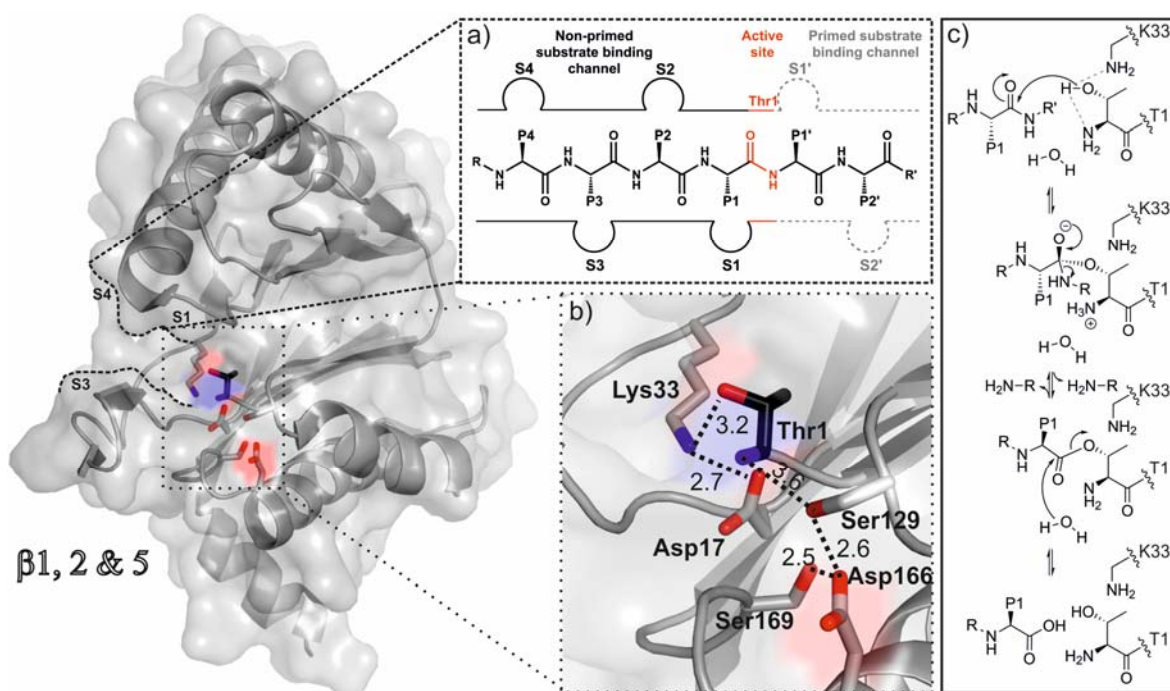 a)
Non-primed
substrate binding
channel
Active
site
Primed substrate
binding channel
S4
S2
S1'
Thr1
P4
O
P2
O
O
P1'
O
R
N
H
H
N
N
H
H
N
N
H
H
N
R'
O
P3
O
P1
O
P2'
S3
S1
S2'
S4
S1
S3
β1, 2 & 5
b)
Lys33
3.2
Thr1
2.7
3.6
Ser129
Asp17
2.6
2.5
Asp166
Ser169
c)
K33
NH2
O
H
O
H
N
R
N
H
R'
P1
H2N
O
T1
H O H
K33
O
⊖
NH2
H
N
R
O
HN
R
P1
H3N
⊕
O
T1
H O H
H2N-R
H2N-R
K33
NH2
P1
R
N
H
O
O
T1
NH2
O
H O H
K33
NH2
P1
R
N
H
OH
O
HO
T1
H2N
O